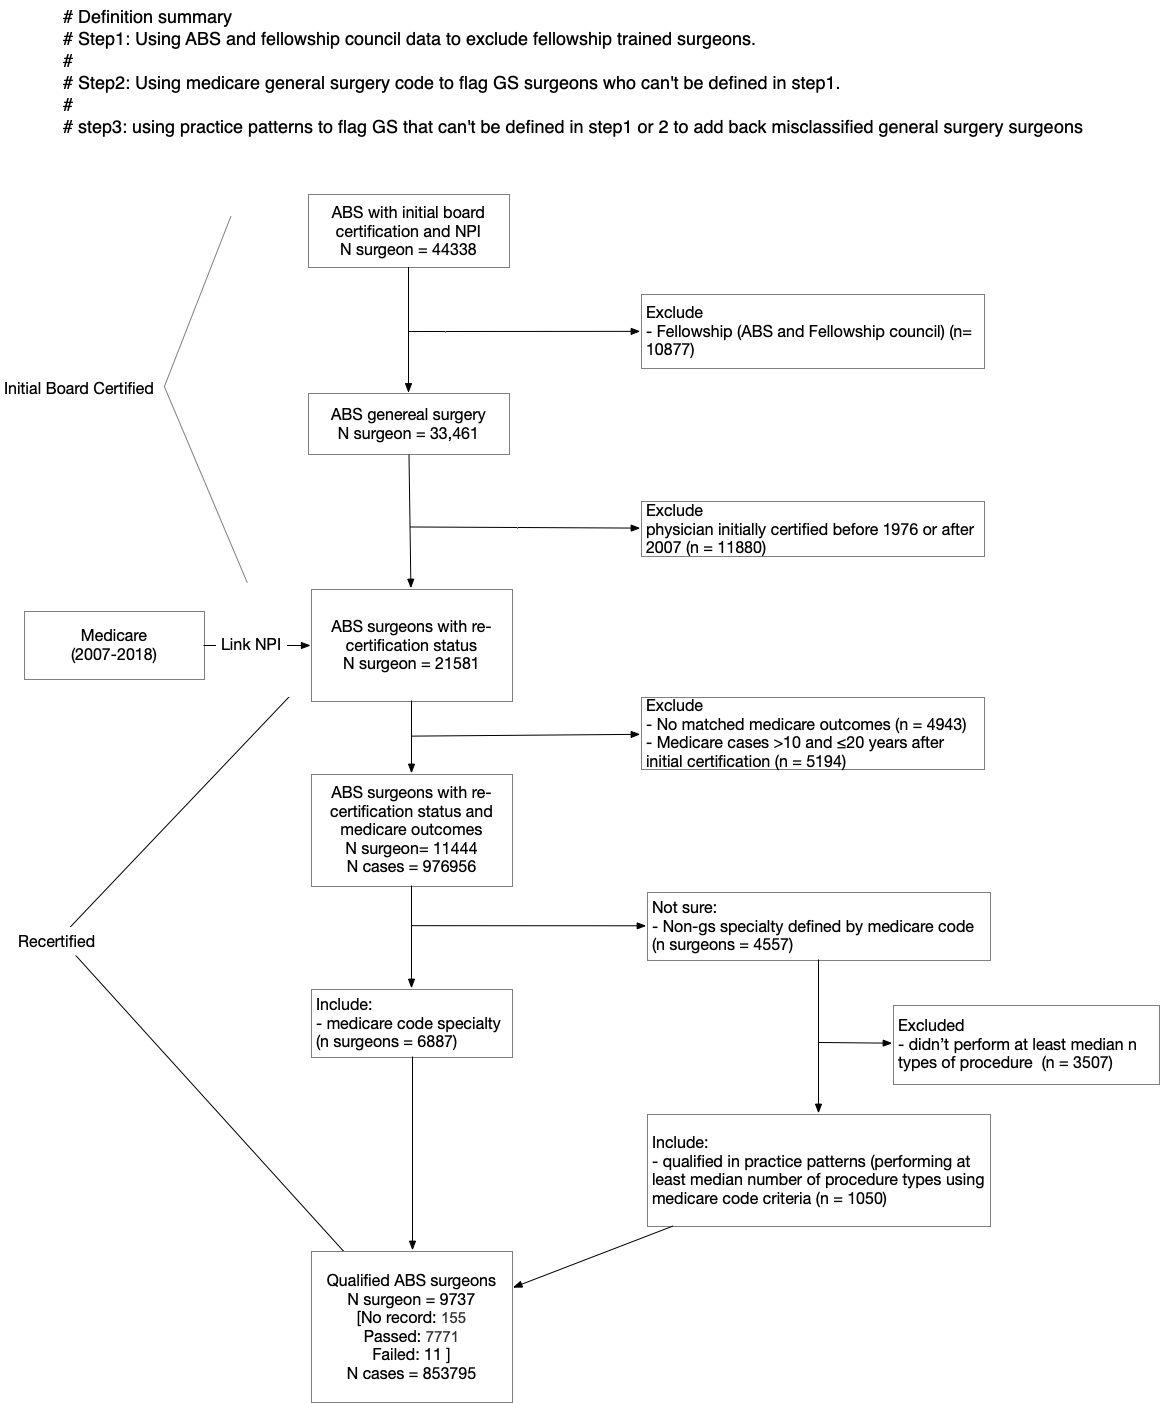 # Definition summary
# Step1: Using ABS and fellowship council data to exclude fellowship trained surgeons.
#
# Step2: Using medicare general surgery code to flag GS surgeons who can't be defined in step1.
#
# step3: using practice patterns to flag GS that can't be defined in step1 or 2 to add back misclassified general surgery surgeons
ABS with initial board
certification and NPI
N surgeon = 44338
Exclude
- Fellowship (ABS and Fellowship council) (n=
10877)
Initial Board Certified
ABS genereal surgery
N surgeon = 33,461
Exclude
physician initially certified before 1976 or after
2007 (n = 11880)
Medicare
(2007-2018)
Link NPI
ABS surgeons with re-
certification status
N surgeon = 21581
Exclude
- No matched medicare outcomes (n = 4943)
- Medicare cases >10 and ≤20 years after
initial certification (n = 5194)
ABS surgeons with re-
certification status and
medicare outcomes
N surgeon= 11444
N cases = 976956
Recertified
Not sure:
- Non-gs specialty defined by medicare code
(n surgeons = 4557)
Include:
- medicare code specialty
(n surgeons = 6887)
Excluded
- didn’t perform at least median n
types of procedure  (n = 3507)
Include:
- qualified in practice patterns (performing at
least median number of procedure types using
medicare code criteria (n = 1050)
Qualified ABS surgeons
N surgeon = 9737
[No record: 155
Passed: 7771
Failed: 11 ]
N cases = 853795